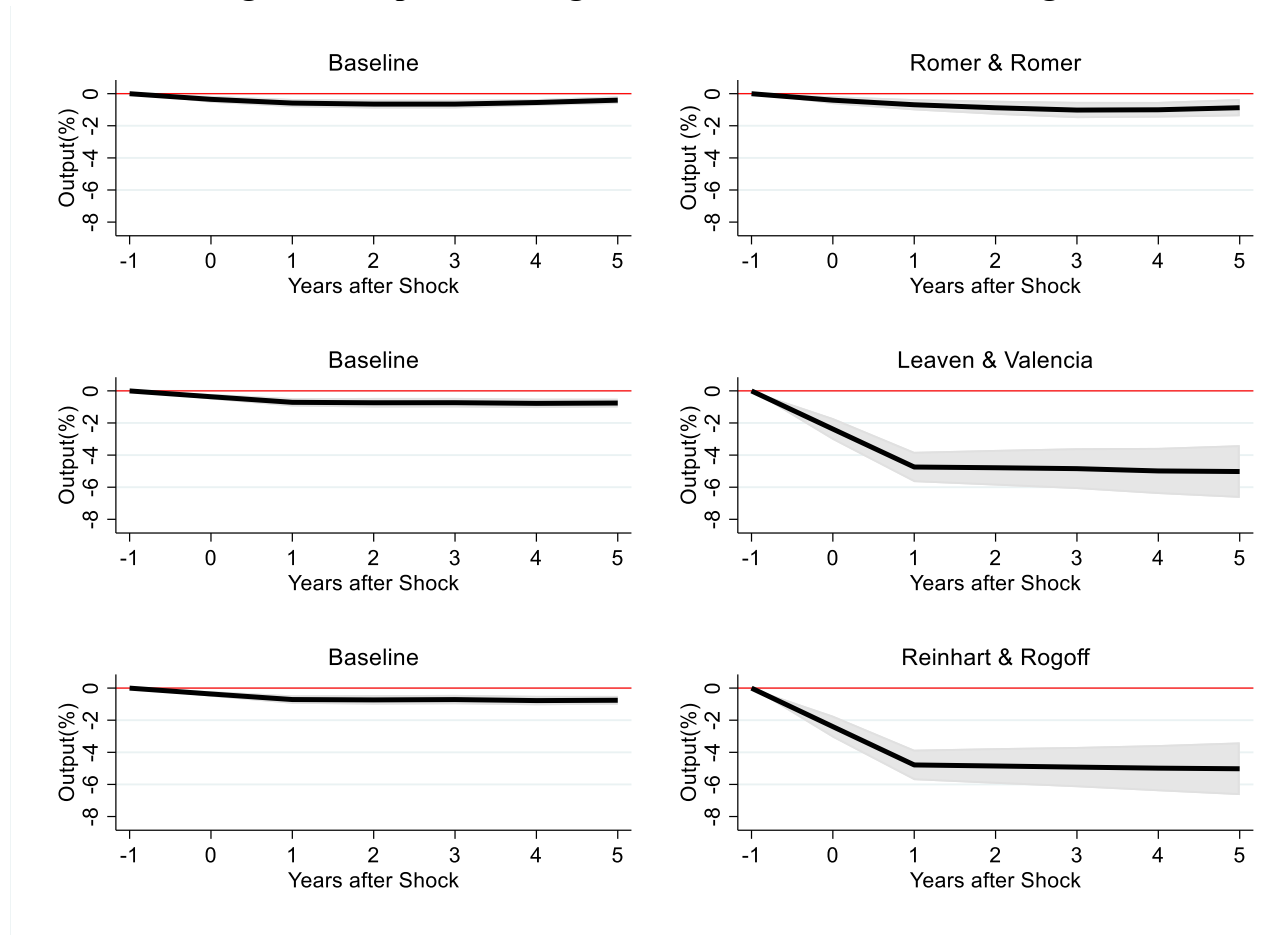 Baseline
Output(%)
0
-2
-4
-6
-8
-1 0 1 2 3 4 5
Years after Shock
Romer & Romer
Output (%)
0
-2
-4
-6
-8
-1 0 1 2 3 4 5
Years after Shock
Baseline
Output(%)
0
-2
-4
-6
-8
-1 0 1 2 3 4 5
Years after Shock
Leaven & Valencia
Output(%)
0
-2
-4
-6
-8
-1 0 1 2 3 4 5
Years after Shock
Baseline
Output(%)
0
-2
-4
-6
-8
-1 0 1 2 3 4 5
Years after Shock
Reinhart & Rogoff
Output(%)
0
-2
-4
-6
-8
-1 0 1 2 3 4 5
Years after Shock